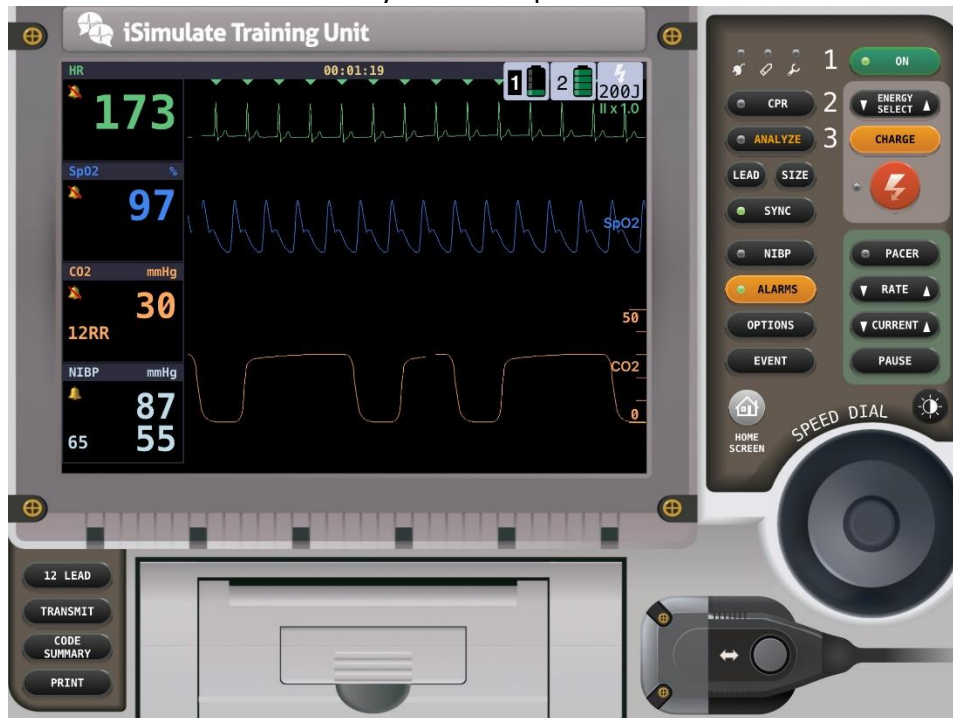 iSimulate Training Unit
HR 00:01:19
1 2 200J
173
II x 1.0
SpO2 %
97
SpO2
CO2 mmHg
30
12RR
50
CO2
0
NIBP mmHg
87
65 55
1 ON
CPR 2 ENERGY SELECT
ANALYZE 3 CHARGE
LEAD SIZE
SYNC
NIBP PACER
ALARMS RATE
OPTIONS CURRENT
EVENT PAUSE
HOME
SCREEN
SPEED DIAL
12 LEAD
TRANSMIT
CODE
SUMMARY
PRINT